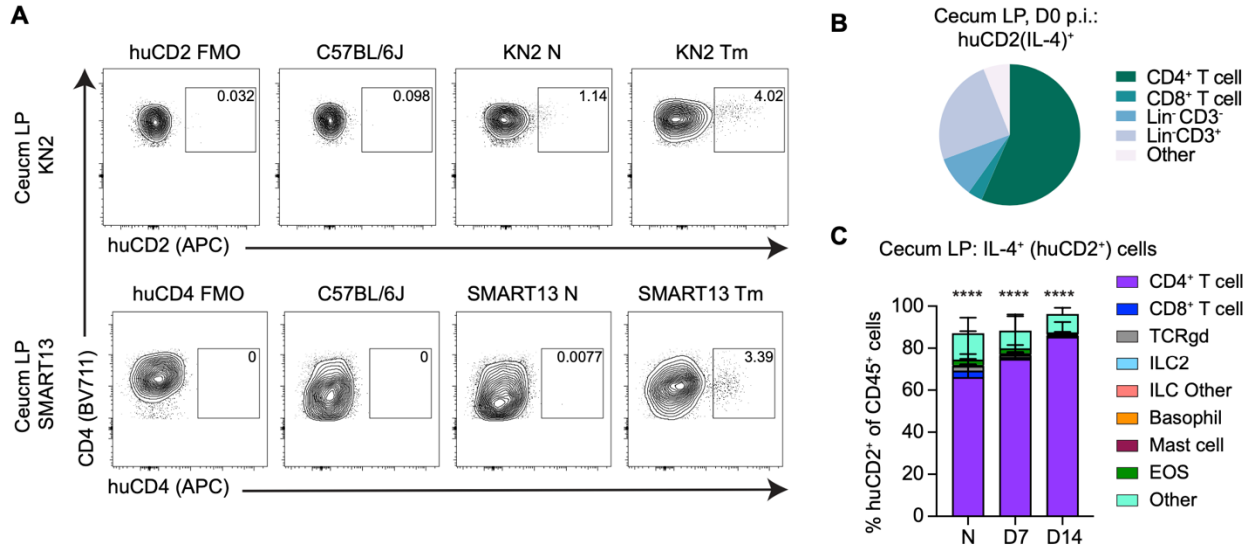 A
huCD2 FMO
C57BL/6J
KN2 N
KN2 Tm
0.032
0.098
1.14
4.02
Ceucm LP
KN2
huCD2 (APC)
huCD4 FMO
C57BL/6J
SMART13 N
SMART13 Tm
0
0
0.0077
3.39
Ceucm LP
SMART13
CD4 (BV711)
huCD4 (APC)
B
Cecum LP, D0 p.i.:
huCD2(IL-4)⁺
CD4⁺ T cell
CD8⁺ T cell
Lin⁻ CD3⁻
Lin⁻CD3⁺
Other
C
Cecum LP: IL-4⁺ (huCD2⁺) cells
% huCD2⁺ of CD45⁺ cells
100
80
60
40
20
0
**** **** ****
N D7 D14
CD4⁺ T cell
CD8⁺ T cell
TCRgd
ILC2
ILC Other
Basophil
Mast cell
EOS
Other